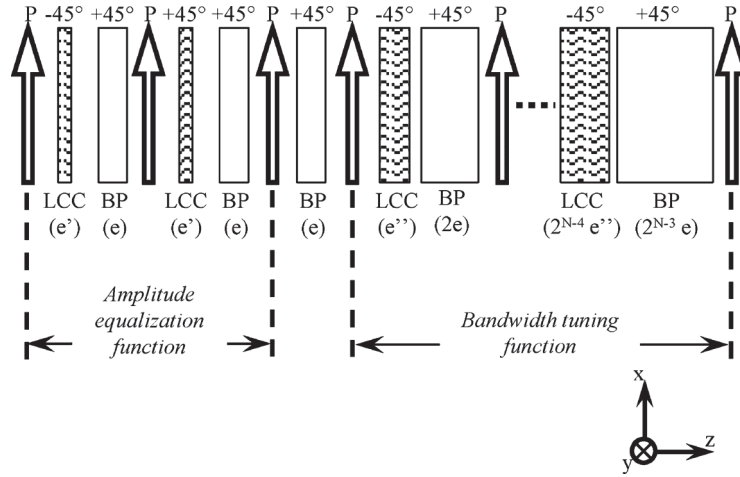 P -45° +45° P +45° +45° P +45° P -45° +45° P -45° +45° P
LCC BP LCC BP BP LCC BP LCC BP
(e’) (e) (e’) (e) (e) (e’’) (2e) (2^{N-4} e’’) (2^{N-3} e)
Amplitude
equalization
function
Bandwidth tuning
function
x
z
y